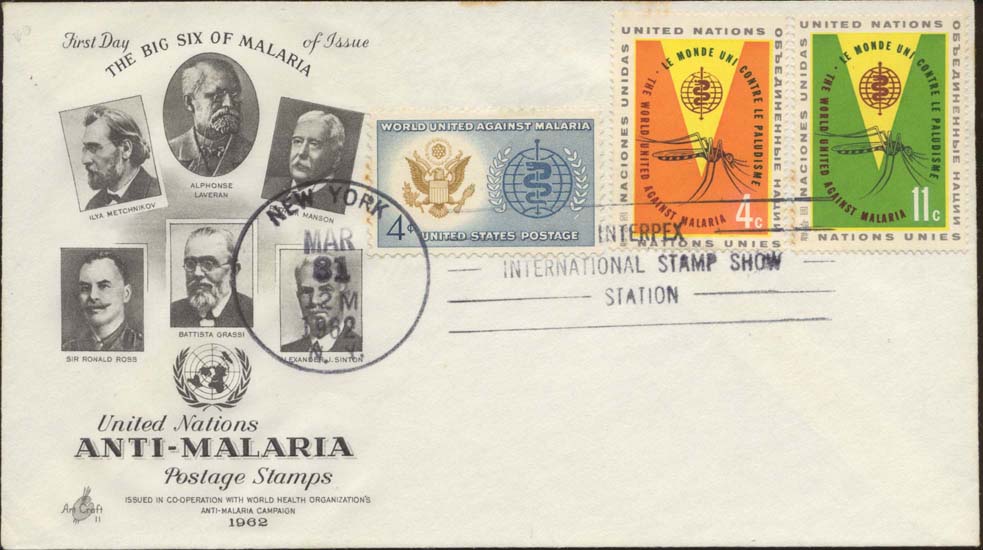 First Day of Issue
THE BIG SIX OF MALARIA
ILYA METCHNIKOV
ALPHONSE
LAVERAN
MANSON
SIR RONALD ROSS
BATTISTA GRASSI
ALEXANDER J. SINTON
United Nations
ANTI-MALARIA
Postage Stamps
ISSUED IN CO-OPERATION WITH WORLD HEALTH ORGANIZATION'S
ANTI-MALARIA CAMPAIGN
1962
Art Craft
11
NEW YORK
MAR
31
12 M
1962
N.Y.
WORLD UNITED AGAINST MALARIA
4¢
UNITED STATES POSTAGE
UNITED NATIONS
NACIONES UNIDAS
ОБЪЕДИНЕННЫЕ НАЦИИ
NATIONS UNIES
LE MONDE UNI CONTRE LE PALUDISME
THE WORLD UNITED AGAINST MALARIA
4c
UNITED NATIONS
NACIONES UNIDAS
ОБЪЕДИНЕННЫЕ НАЦИИ
NATIONS UNIES
LE MONDE UNI CONTRE LE PALUDISME
THE WORLD UNITED AGAINST MALARIA
11c
INTERPEX
INTERNATIONAL STAMP SHOW
STATION